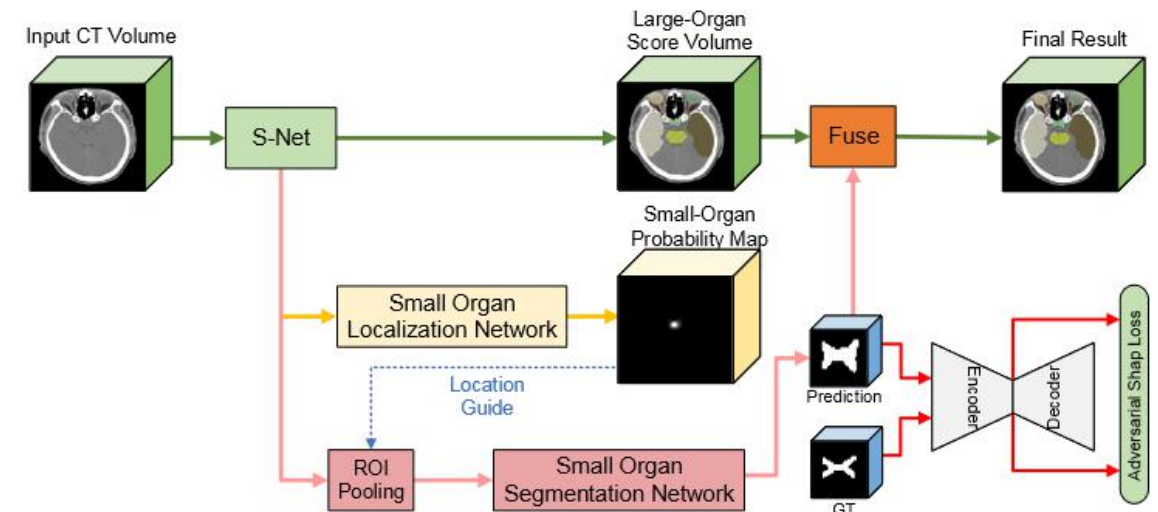 Input CT Volume
Large-Organ
Score Volume
Final Result
S-Net
Fuse
Small-Organ
Probability Map
Small Organ
Localization Network
Location
Guide
Prediction
Encoder
Decoder
Adversarial Shap Loss
ROI
Pooling
Small Organ
Segmentation Network
GT